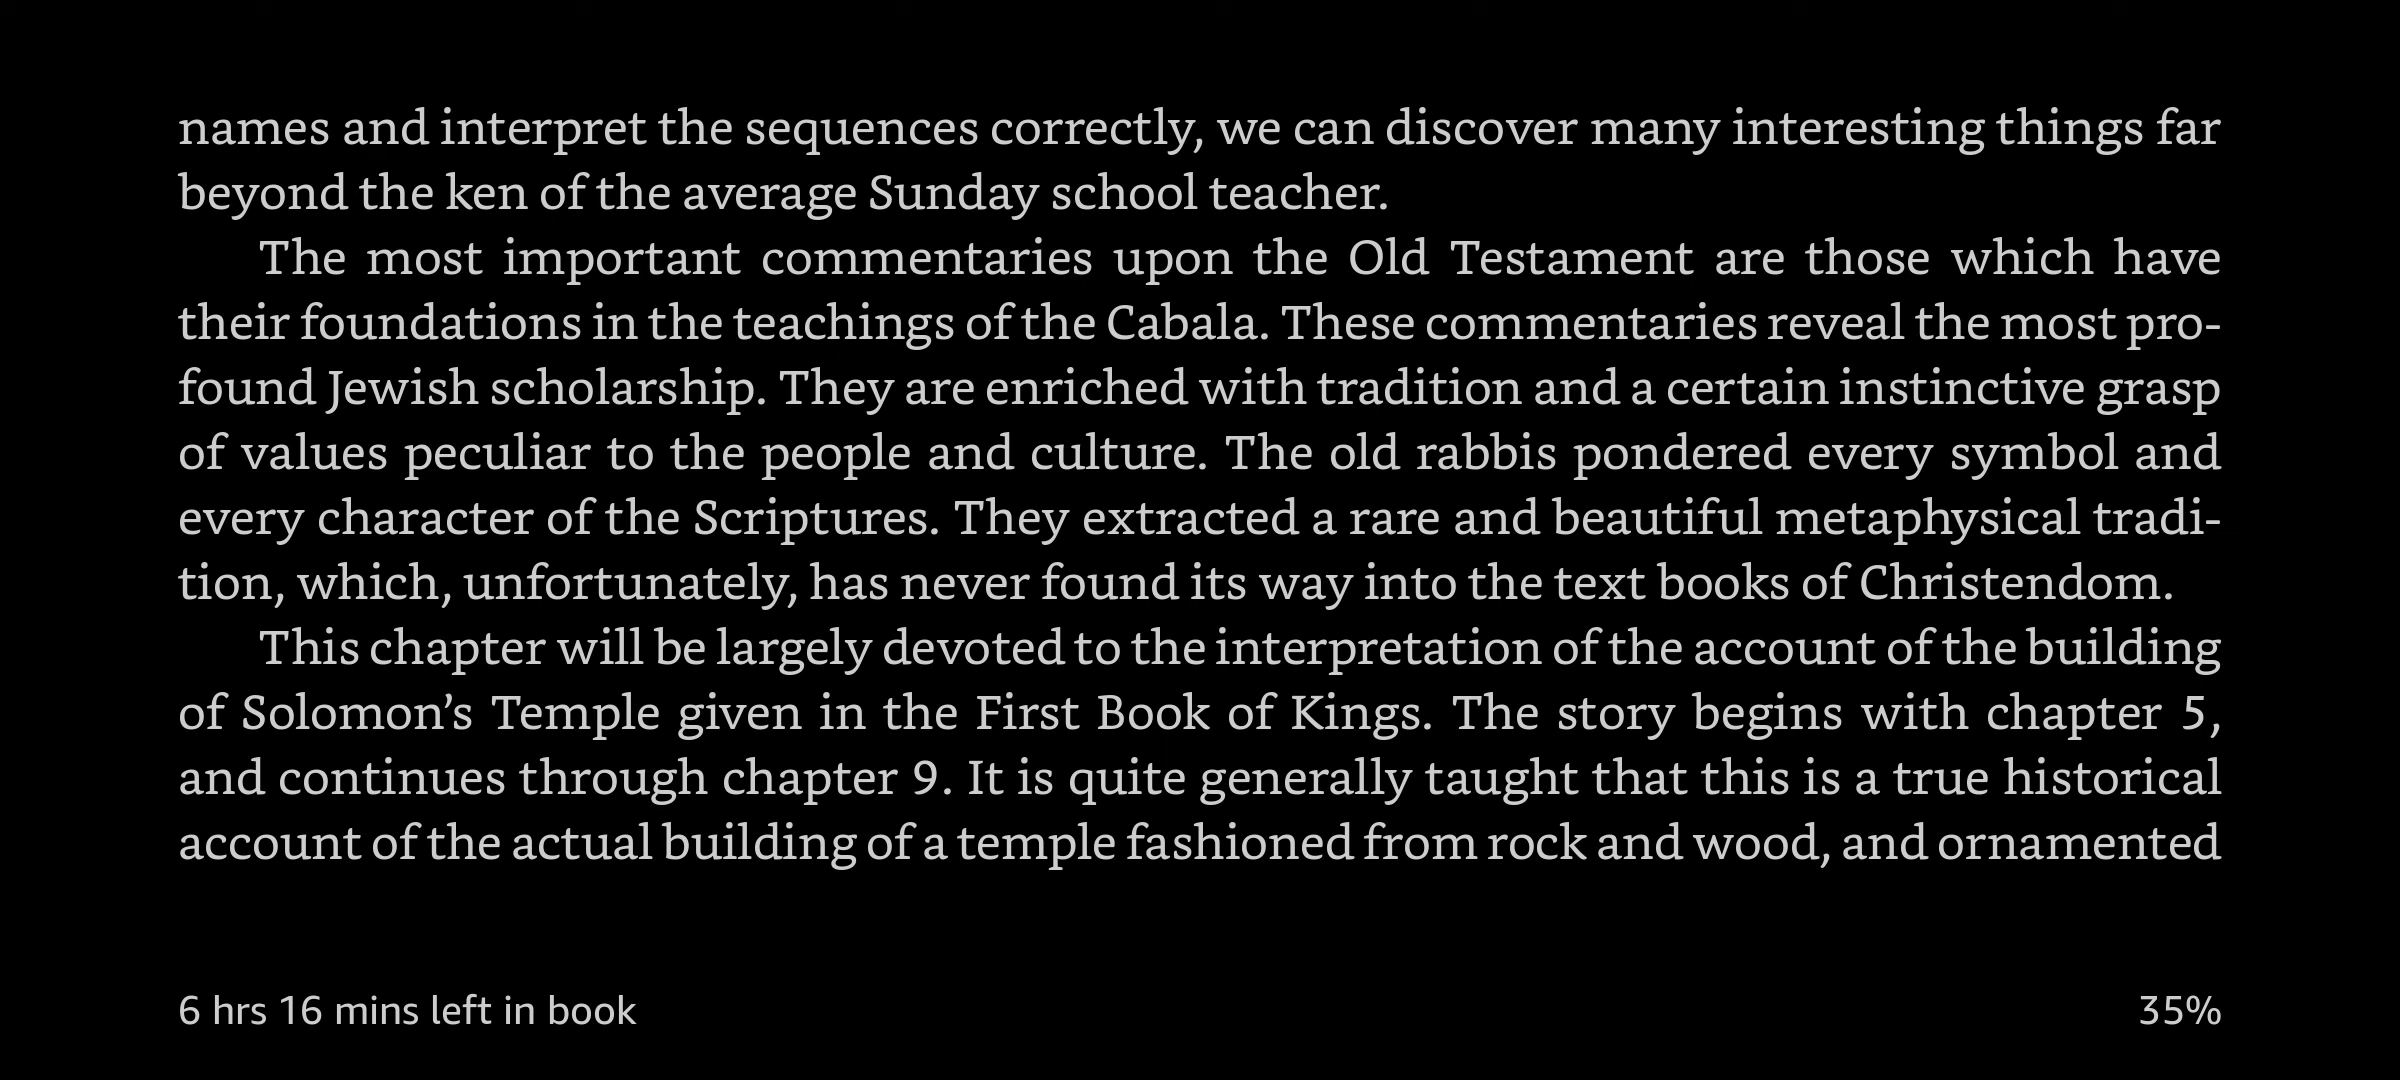 names and interpret the sequences correctly, we can discover many interesting things far
beyond the ken of the average Sunday school teacher.
The most important commentaries upon the Old Testament are those which have
their foundations in the teachings of the Cabala. These commentaries reveal the most pro-
found Jewish scholarship. They are enriched with tradition and a certain instinctive grasp
of values peculiar to the people and culture. The old rabbis pondered every symbol and
every character of the Scriptures. They extracted a rare and beautiful metaphysical tradi-
tion, which, unfortunately, has never found its way into the text books of Christendom.
This chapter will be largely devoted to the interpretation of the account of the building
of Solomon’s Temple given in the First Book of Kings. The story begins with chapter 5,
and continues through chapter 9. It is quite generally taught that this is a true historical
account of the actual building of a temple fashioned from rock and wood, and ornamented
6 hrs 16 mins left in book
35%